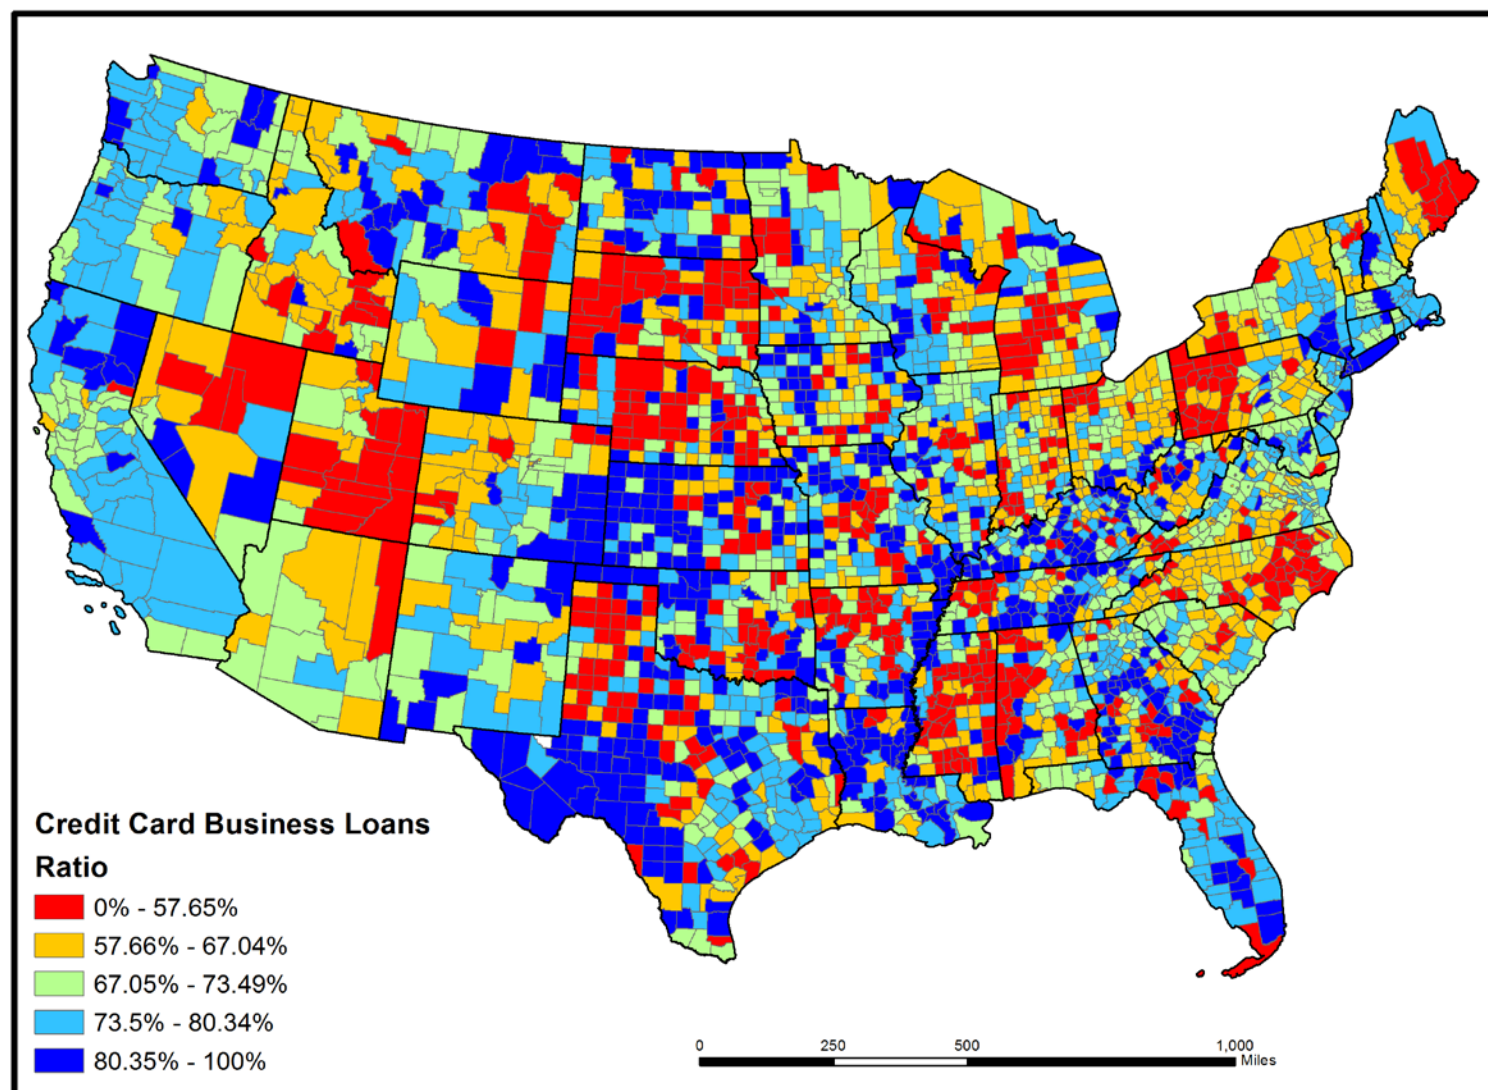 Credit Card Business Loans
Ratio
0% - 57.65%
57.66% - 67.04%
67.05% - 73.49%
73.5% - 80.34%
80.35% - 100%
0 250 500 1,000
Miles